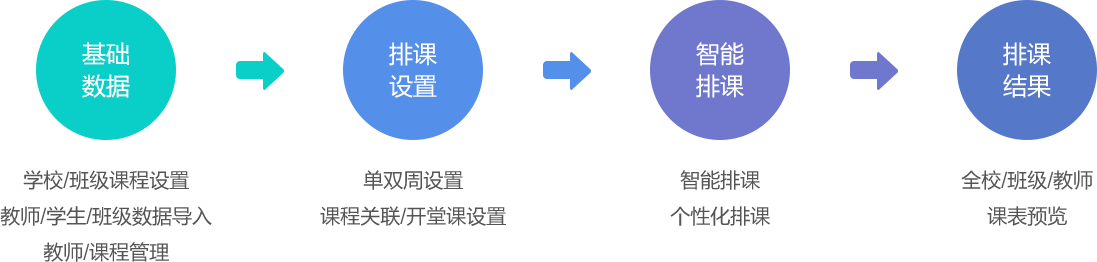 基础
数据
排课
设置
智能
排课
排课
结果
学校/班级课程设置
教师/学生/班级数据导入
教师/课程管理
单双周设置
课程关联/开堂课设置
智能排课
个性化排课
全校/班级/教师
课表预览